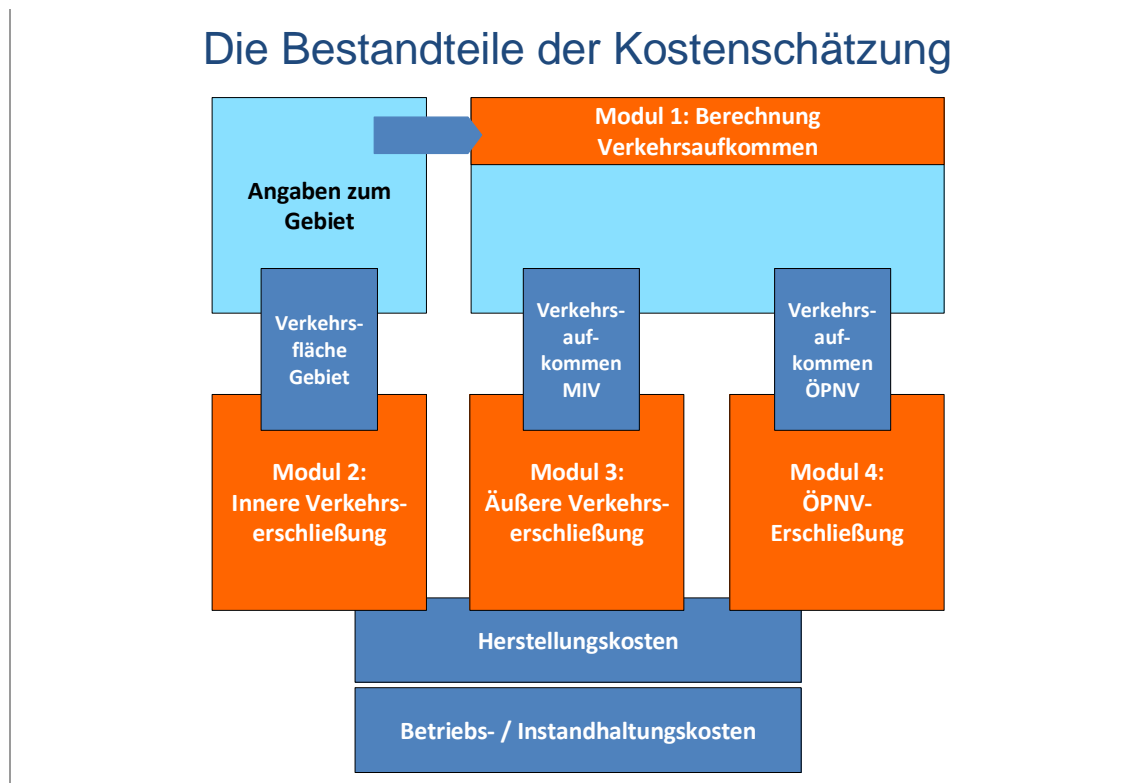 Die Bestandteile der Kostenschätzung
Modul 1: Berechnung
Verkehrsaufkommen
Angaben zum
Gebiet
Verkehrs-
fläche
Gebiet
Verkehrs-
auf-
kommen
MIV
Verkehrs-
auf-
kommen
ÖPNV
Modul 2:
Innere Verkehrs-
erschließung
Modul 3:
Äußere Verkehrs-
erschließung
Modul 4:
ÖPNV-
Erschließung
Herstellungskosten
Betriebs- / Instandhaltungskosten